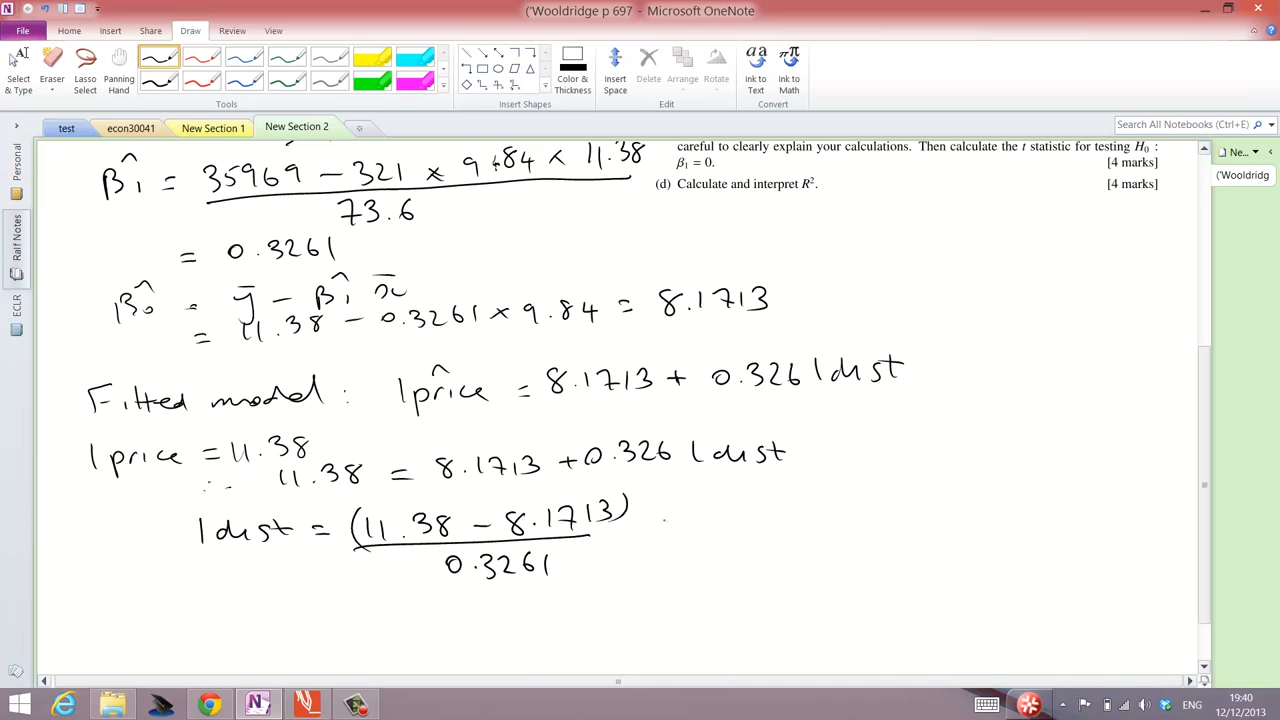 ('Wooldridge p 697 - Microsoft OneNote
File Home Insert Share Draw Review View
Select & Type Eraser Lasso Select Panning Hand Color & Thickness Insert Space Delete Arrange Rotate Ink to Text Ink to Math
Tools Insert Shapes Edit Convert
test econ30041 New Section 1 New Section 2 Search All Notebooks (Ctrl+E)
Personal
Ralf Notes
ECLR
Ne...
('Wooldridg
careful to clearly explain your calculations. Then calculate the t statistic for testing H₀ :
β₁ = 0. [4 marks]
(d) Calculate and interpret R². [4 marks]
β̂₁ = 35969 - 321 × 9.84 × 11.38
73.6
= 0.3261
β̂₀ = ȳ - β̂₁ x̄
= 11.38 - 0.3261 × 9.84 = 8.1713
Fitted model : lprîce = 8.1713 + 0.326 ldist
lprice = 11.38
∴ 11.38 = 8.1713 + 0.326 ldist
ldist = (11.38 - 8.1713)
0.3261
ENG
19:40
12/12/2013